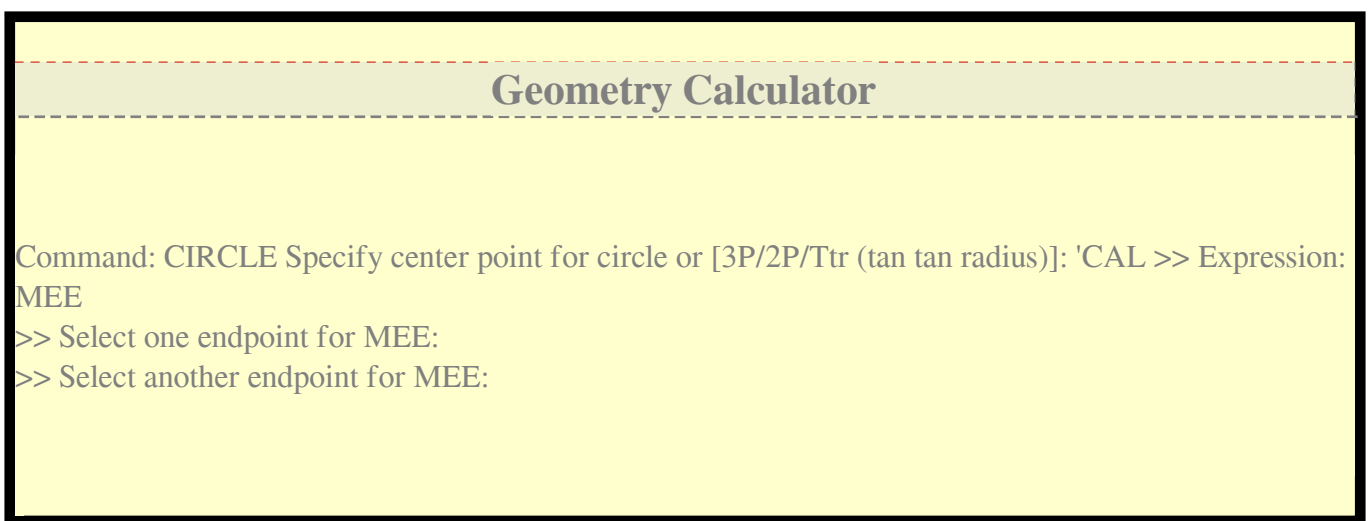 Geometry Calculator
Command: CIRCLE Specify center point for circle or [3P/2P/Ttr (tan tan radius)]: 'CAL >> Expression:
MEE
>> Select one endpoint for MEE:
>> Select another endpoint for MEE: